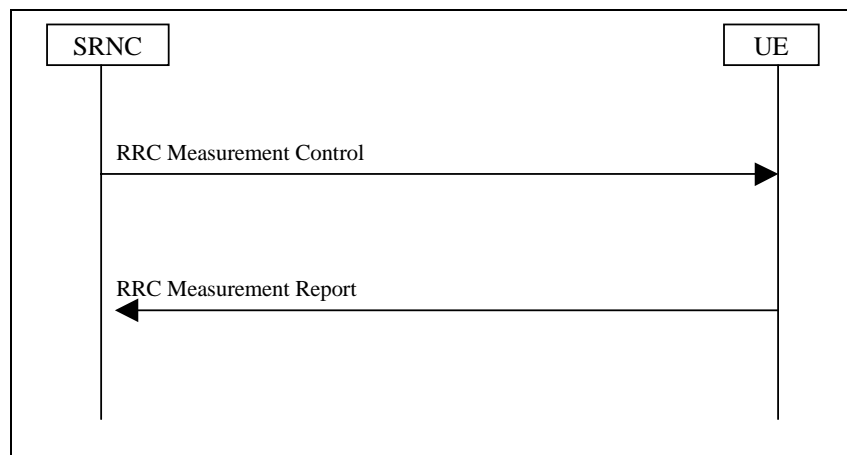 SRNC
UE
RRC Measurement Control
RRC Measurement Report